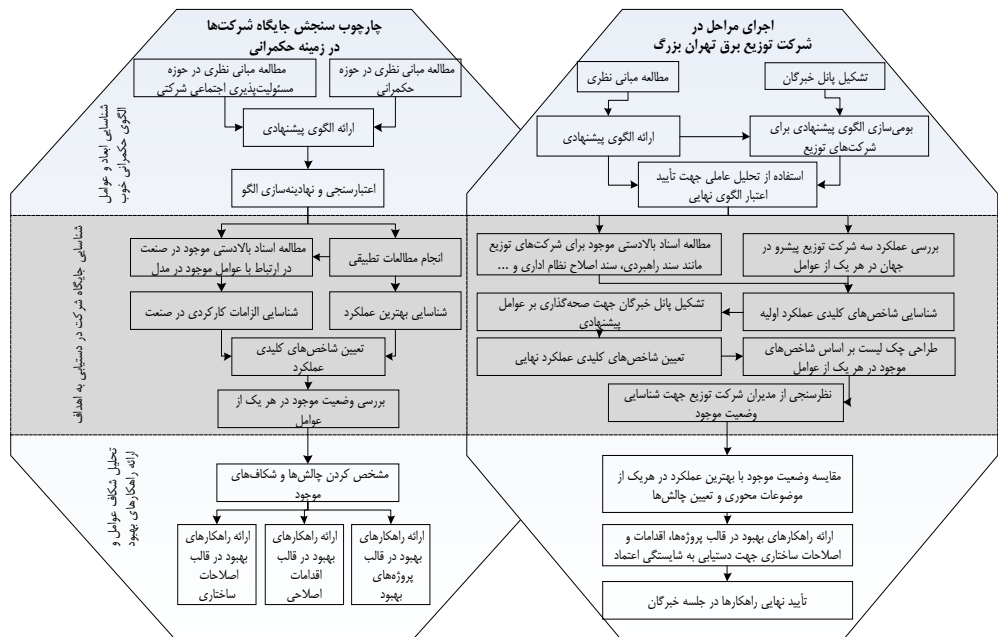 اجرای مراحل در
شرکت توزیع برق تهران بزرگ
تشکیل پانل خبرگان
مطالعه مبانی نظری
بومی‌سازی الگوی پیشنهادی برای
شرکت‌های توزیع
ارائه الگوی پیشنهادی
استفاده از تحلیل عاملی جهت تأیید
اعتبار الگوی نهایی
بررسی عملکرد سه شرکت توزیع پیشرو در
جهان در هر یک از عوامل
مطالعه اسناد بالادستی موجود برای شرکت‌های توزیع
مانند سند راهبردی، سند اصلاح نظام اداری و ...
شناسایی شاخص‌های کلیدی عملکرد اولیه
تشکیل پانل خبرگان جهت صحه‌گذاری بر عوامل
پیشنهادی
تعیین شاخص‌های کلیدی عملکرد نهایی
طراحی چک لیست بر اساس شاخص‌های
موجود در هر یک از عوامل
نظرسنجی از مدیران شرکت توزیع جهت شناسایی
وضعیت موجود
مقایسه وضعیت موجود با بهترین عملکرد در هریک از
موضوعات محوری و تعیین چالش‌ها
ارائه راهکارهای بهبود در قالب پروژه‌ها، اقدامات و
اصلاحات ساختاری جهت دستیابی به شایستگی اعتماد
تأیید نهایی راهکارها در جلسه خبرگان
چارچوب سنجش جایگاه شرکت‌ها
در زمینه حکمرانی
مطالعه مبانی نظری در حوزه
حکمرانی
مطالعه مبانی نظری در حوزه
مسئولیت‌پذیری اجتماعی شرکتی
ارائه الگوی پیشنهادی
اعتبارسنجی و نهادینه‌سازی الگو
انجام مطالعات تطبیقی
مطالعه اسناد بالادستی موجود در صنعت
در ارتباط با عوامل موجود در مدل
شناسایی بهترین عملکرد
شناسایی الزامات کارکردی در صنعت
تعیین شاخص‌های کلیدی
عملکرد
بررسی وضعیت موجود در هر یک از
عوامل
مشخص کردن چالش‌ها و شکاف‌های
موجود
ارائه راهکارهای
بهبود در قالب
پروژه‌های
بهبود
ارائه راهکارهای
بهبود در قالب
اقدامات
اصلاحی
ارائه راهکارهای
بهبود در قالب
اصلاحات
ساختاری
شناسایی ابعاد و عوامل
الگوی حکمرانی خوب
شناسایی جایگاه شرکت در دستیابی به اهداف
تحلیل شکاف عوامل و
ارائه راهکارهای بهبود